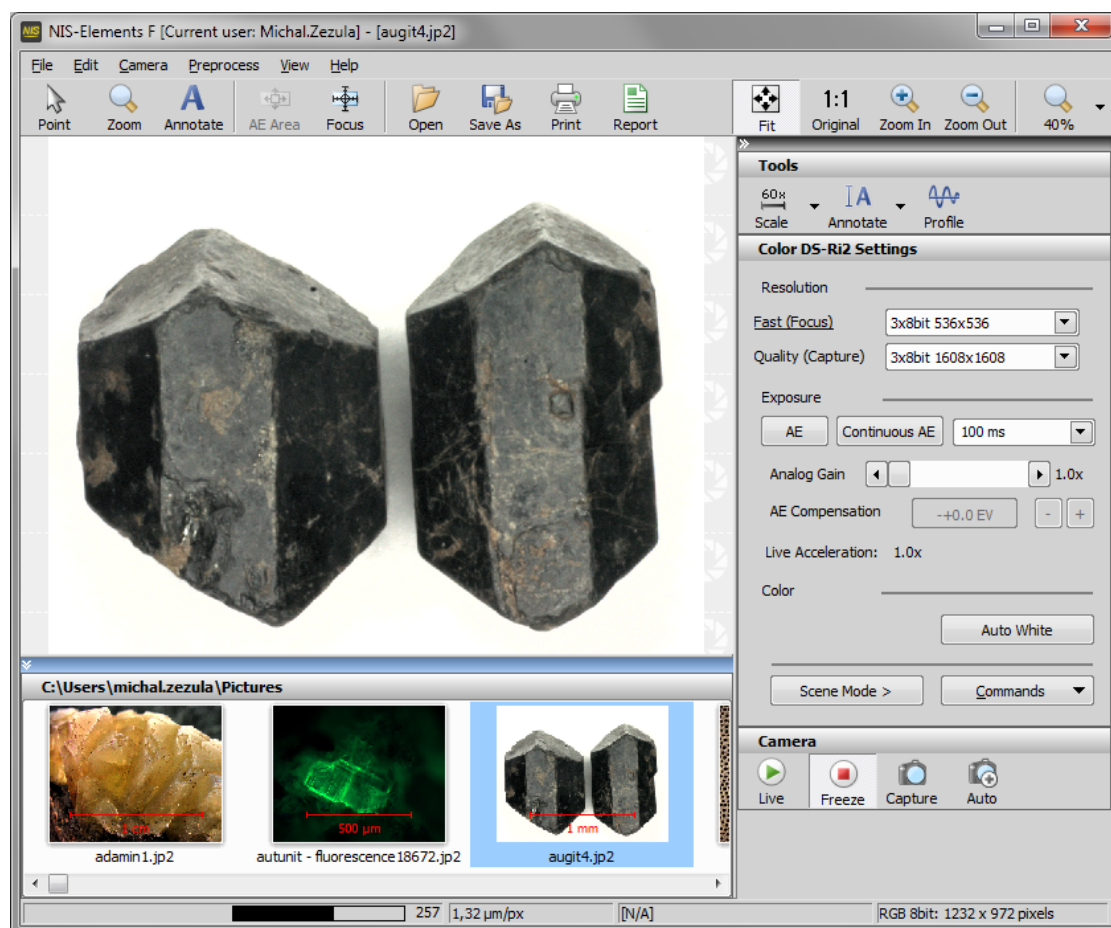 NIS NIS-Elements F [Current user: Michal.Zezula] - [augit4.jp2]
File Edit Camera Preprocess View Help
Point Zoom Annotate AE Area Focus Open Save As Print Report Fit 1:1 Original Zoom In Zoom Out 40%
Tools
60x
Scale Annotate Profile
Color DS-Ri2 Settings
Resolution
Fast (Focus) 3x8bit 536x536
Quality (Capture) 3x8bit 1608x1608
Exposure
AE Continuous AE 100 ms
Analog Gain 1.0x
AE Compensation -+0.0 EV - +
Live Acceleration: 1.0x
Color
Auto White
Scene Mode > Commands
Camera
Live Freeze Capture Auto
C:\Users\michal.zezula\Pictures
1 cm 500 µm 1 mm
adamin1.jp2 autunit - fluorescence18672.jp2 augit4.jp2
257 1,32 µm/px [N/A] RGB 8bit: 1232 x 972 pixels